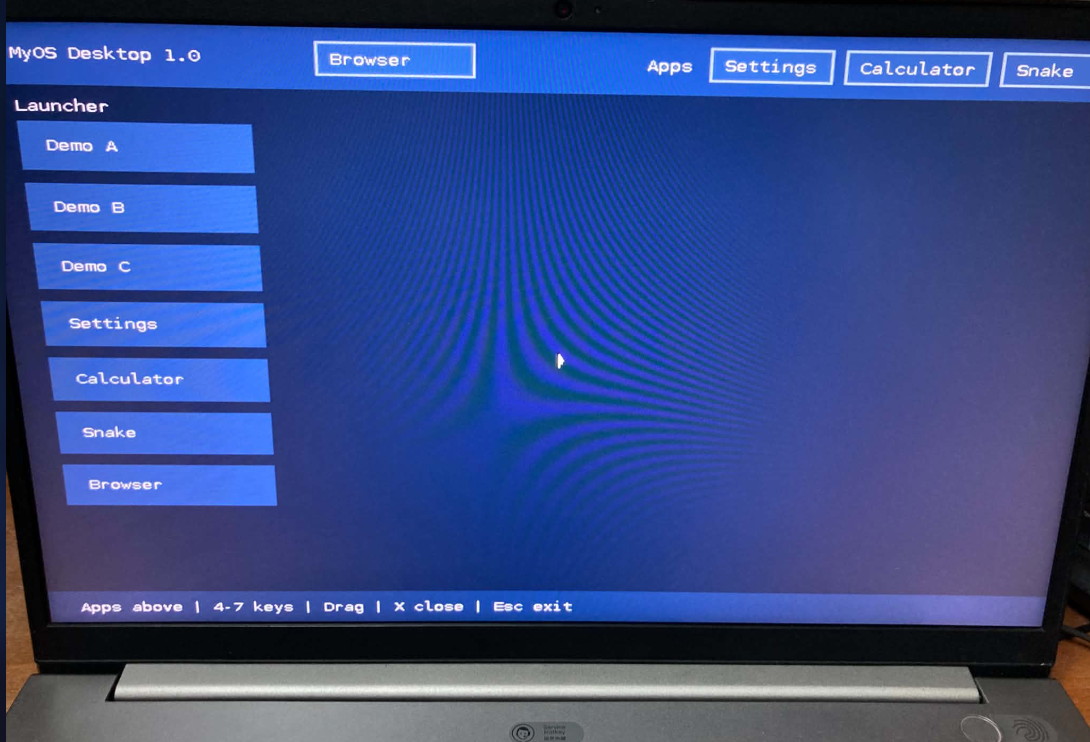 MyOS Desktop 1.0
Browser
Apps
Settings
Calculator
Snake
Launcher
Demo A
Demo B
Demo C
Settings
Calculator
Snake
Browser
Apps above | 4-7 keys | Drag | X close | Esc exit